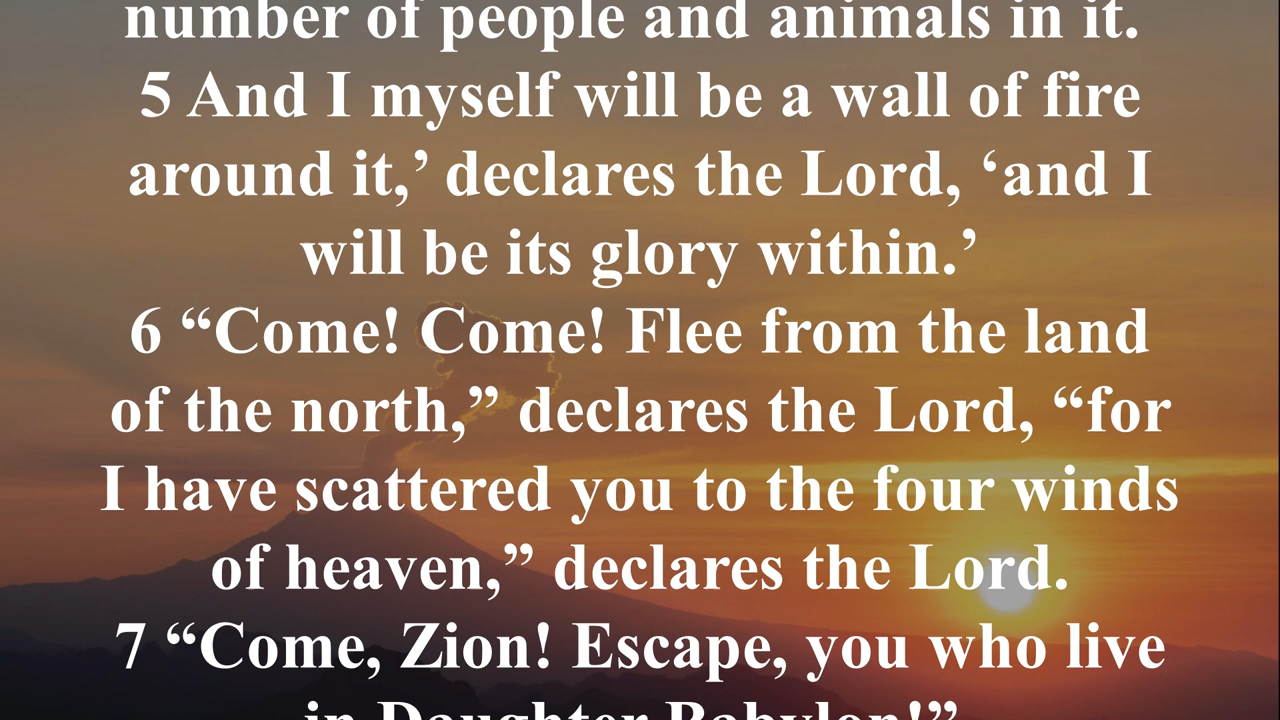 number of people and animals in it.
5 And I myself will be a wall of fire
around it,’ declares the Lord, ‘and I
will be its glory within.’
6 “Come! Come! Flee from the land
of the north,” declares the Lord, “for
I have scattered you to the four winds
of heaven,” declares the Lord.
7 “Come, Zion! Escape, you who live
in Daughter Babylon!”